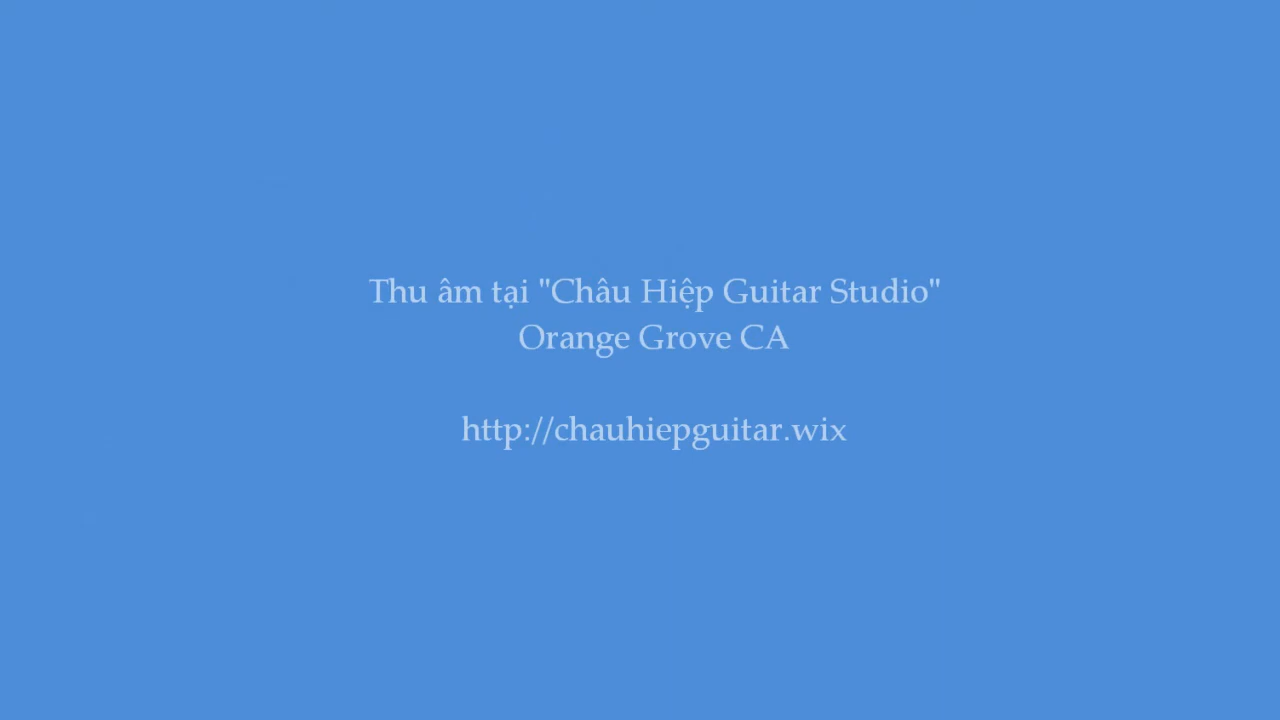 Thu âm tại "Châu Hiệp Guitar Studio"
Orange Grove CA
http://chauhiepguitar.wix